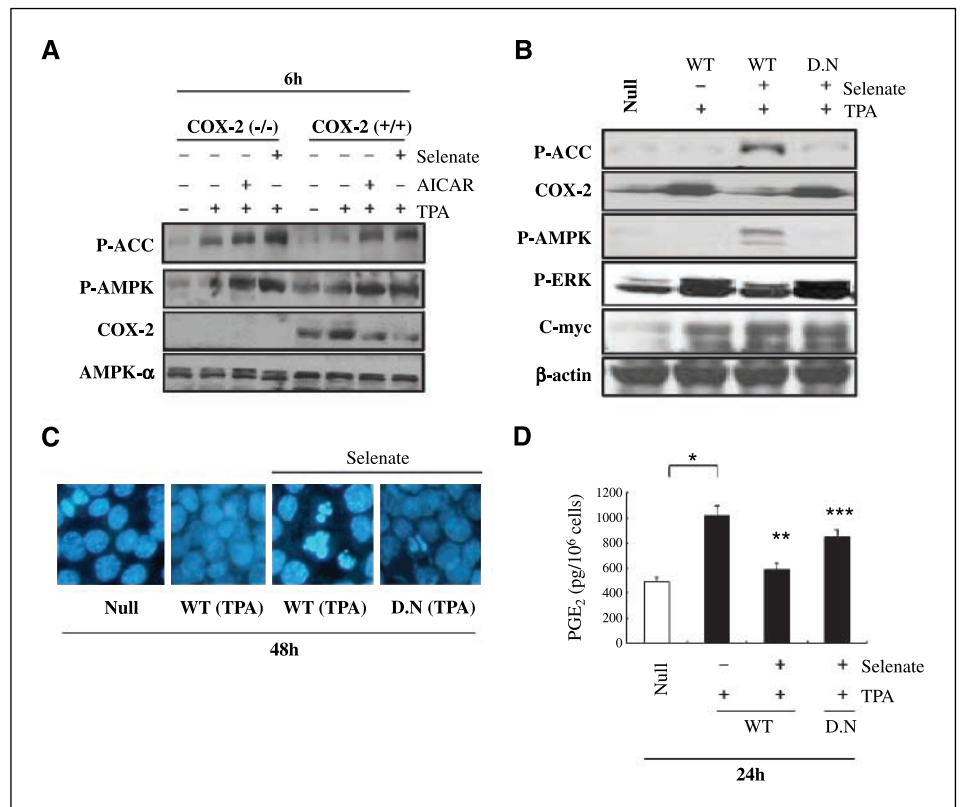 A
6h
COX-2 (-/-) COX-2 (+/+)
– – – + – – – + Selenate
– – + – – – + – AICAR
– + + + – + + + TPA
P-ACC
P-AMPK
COX-2
AMPK-α
B
WT WT D.N
Null – + + Selenate
+ + + TPA
P-ACC
COX-2
P-AMPK
P-ERK
C-myc
β-actin
C
Selenate
Null WT (TPA) WT (TPA) D.N (TPA)
48h
D
PGE2 (pg/10^6 cells)
1200
1000
800
600
400
200
0
* ** ***
Null – + + Selenate
+ + + TPA
WT D.N
24h